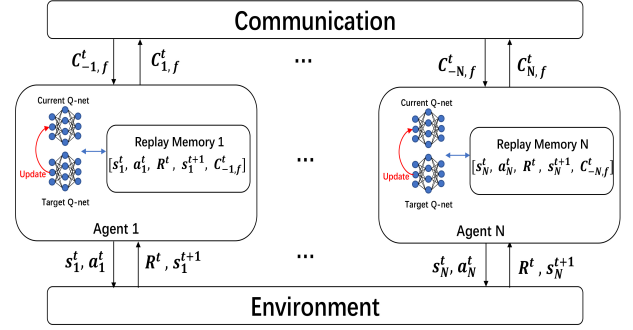 Communication
C^t_{-1,f} C^t_{1,f} ... C^t_{-N,f} C^t_{N,f}
Current Q-net
Replay Memory 1
[s^t_1, a^t_1, R^t, s^{t+1}_1, C^t_{-1,f}]
Update
Target Q-net
Agent 1
...
Current Q-net
Replay Memory N
[s^t_N, a^t_N, R^t, s^{t+1}_N, C^t_{-N,f}]
Update
Target Q-net
Agent N
s^t_1, a^t_1 R^t, s^{t+1}_1 ... s^t_N, a^t_N R^t, s^{t+1}_N
Environment